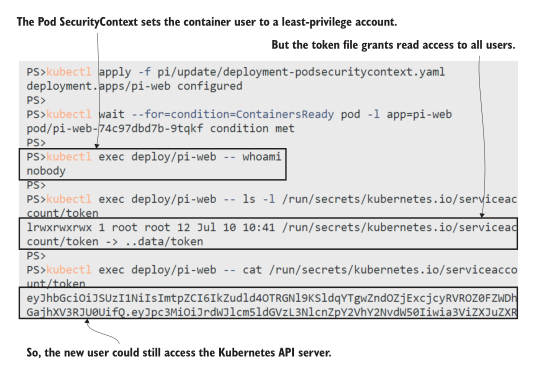 The Pod SecurityContext sets the container user to a least-privilege account.
But the token file grants read access to all users.
PS>kubectl apply -f pi/update/deployment-podsecuritycontext.yaml
deployment.apps/pi-web configured
PS>
PS>kubectl wait --for=condition=ContainersReady pod -l app=pi-web
pod/pi-web-74c97dbd7b-9tqkf condition met
PS>
PS>kubectl exec deploy/pi-web -- whoami
nobody
PS>
PS>kubectl exec deploy/pi-web -- ls -l /run/secrets/kubernetes.io/serviceac
count/token
lrwxrwxrwx 1 root root 12 Jul 10 10:41 /run/secrets/kubernetes.io/serviceac
count/token -> ..data/token
PS>
PS>kubectl exec deploy/pi-web -- cat /run/secrets/kubernetes.io/serviceacco
unt/token
So, the new user could still access the Kubernetes API server.